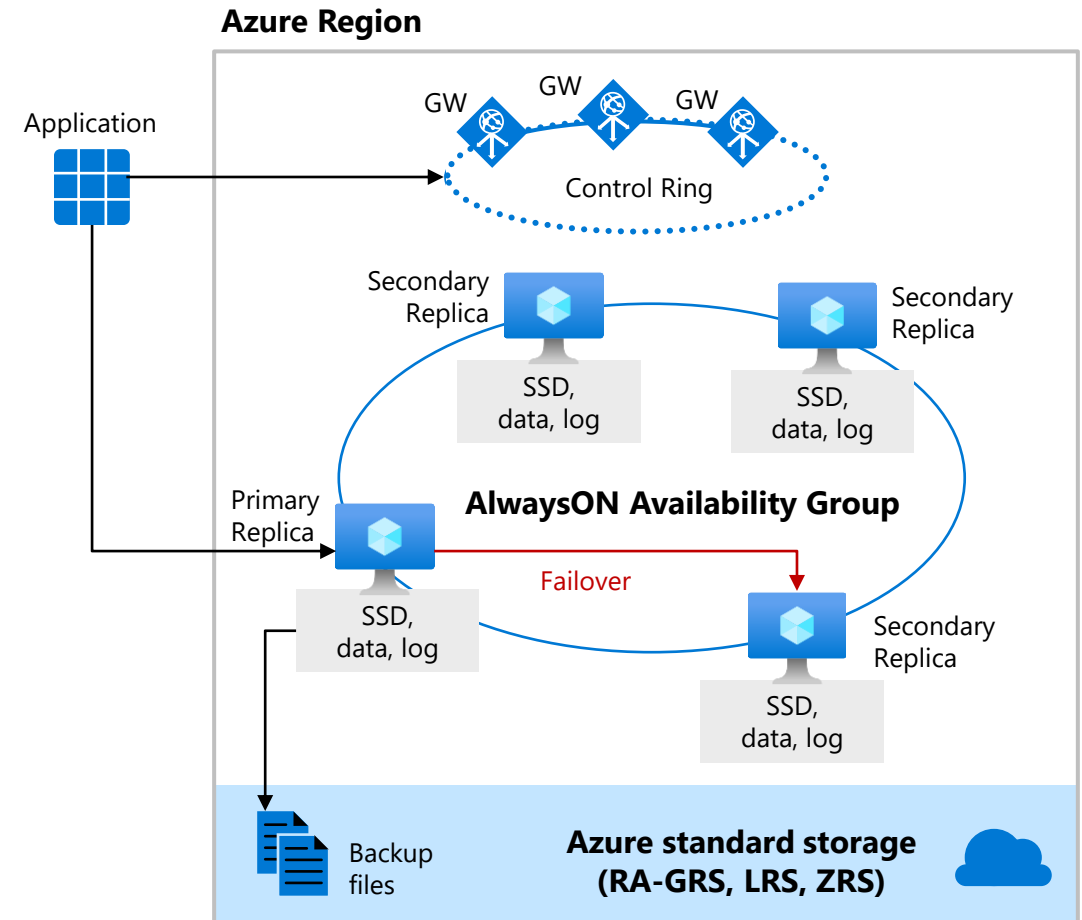 Azure Region
Application
GW
GW
GW
Control Ring
Secondary
Replica
SSD,
data, log
Secondary
Replica
SSD,
data, log
AlwaysON Availability Group
Primary
Replica
SSD,
data, log
Failover
Secondary
Replica
SSD,
data, log
Backup
files
Azure standard storage
(RA-GRS, LRS, ZRS)